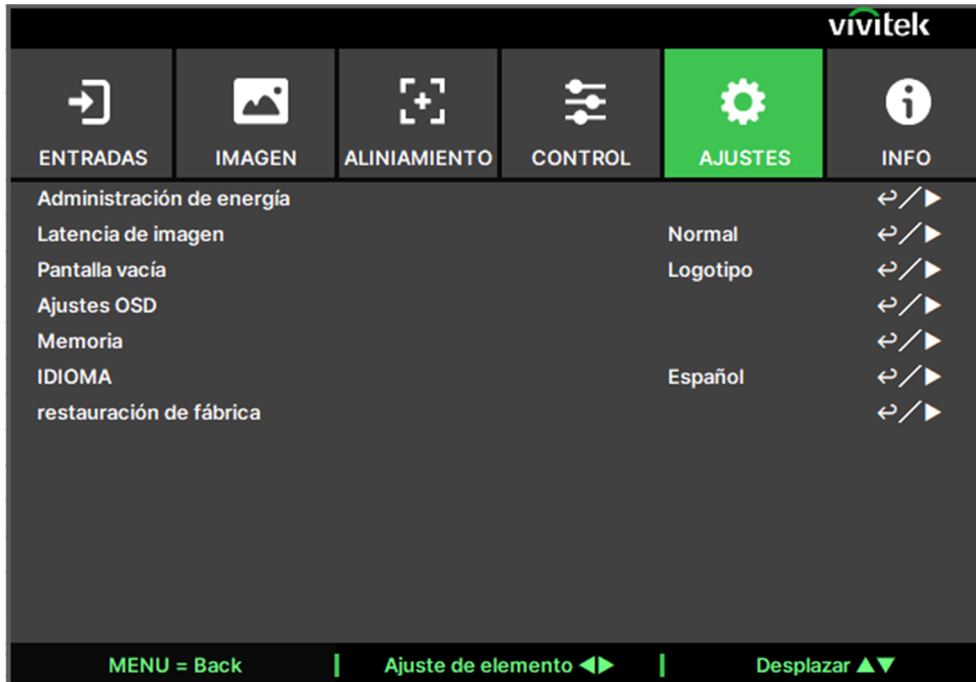 vivitek
ENTRADAS IMAGEN ALINIAMIENTO CONTROL AJUSTES INFO
Administración de energía
Latencia de imagen Normal
Pantalla vacía Logotipo
Ajustes OSD
Memoria
IDIOMA Español
restauración de fábrica
MENU = Back Ajuste de elemento ◀▶ Desplazar ▲▼